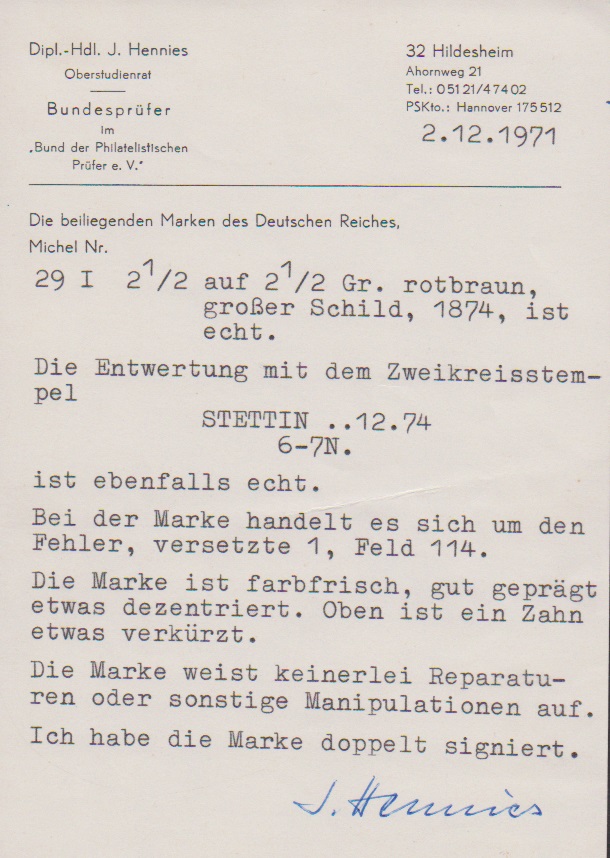 Dipl.-Hdl. J. Hennies
Oberstudienrat
Bundesprüfer
im
„Bund der Philatelistischen
Prüfer e. V."
32 Hildesheim
Ahornweg 21
Tel.: 05121/47402
PSKto.: Hannover 175512
2.12.1971
Die beiliegenden Marken des Deutschen Reiches,
Michel Nr.
29 I 2 1/2 auf 2 1/2 Gr. rotbraun,
großer Schild, 1874, ist
echt.
Die Entwertung mit dem Zweikreisstem-
pel
STETTIN ..12.74
6-7N.
ist ebenfalls echt.
Bei der Marke handelt es sich um den
Fehler, versetzte 1, Feld 114.
Die Marke ist farbfrisch, gut geprägt
etwas dezentriert. Oben ist ein Zahn
etwas verkürzt.
Die Marke weist keinerlei Reparatu-
ren oder sonstige Manipulationen auf.
Ich habe die Marke doppelt signiert.
J. Hennies